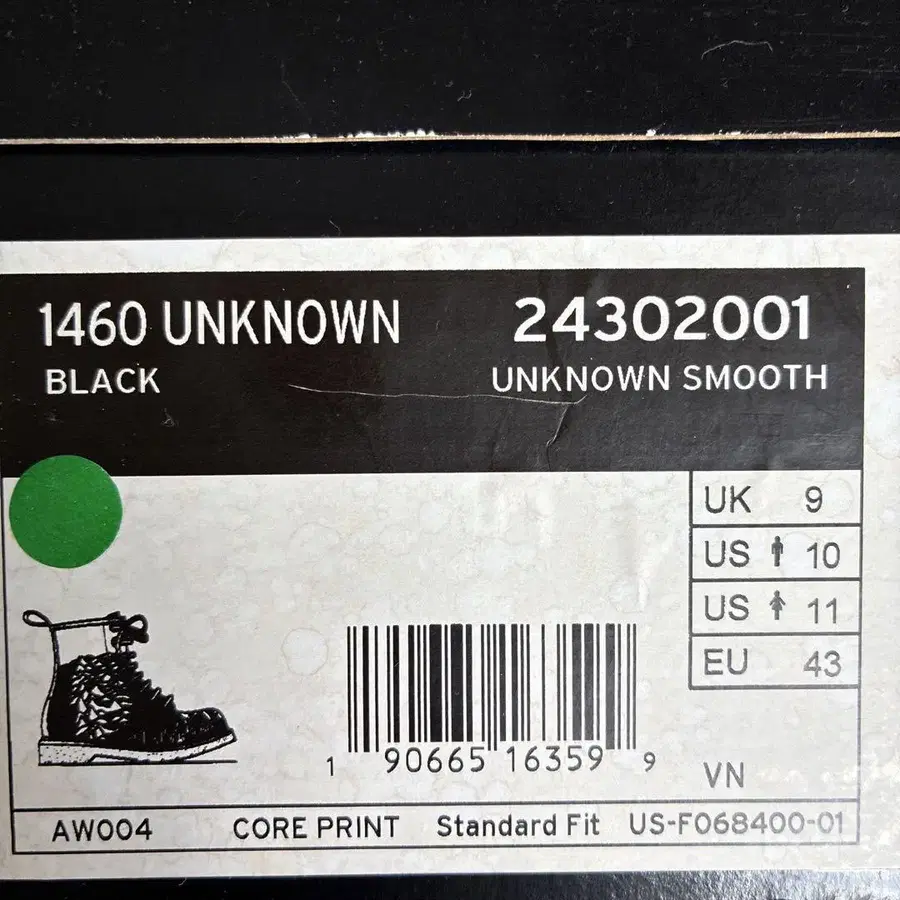 1460 UNKNOWN 24302001
BLACK UNKNOWN SMOOTH
UK 9
US 10
US 11
EU 43
1 90665 16359 9
VN
AW004 CORE PRINT Standard Fit US-F068400-01